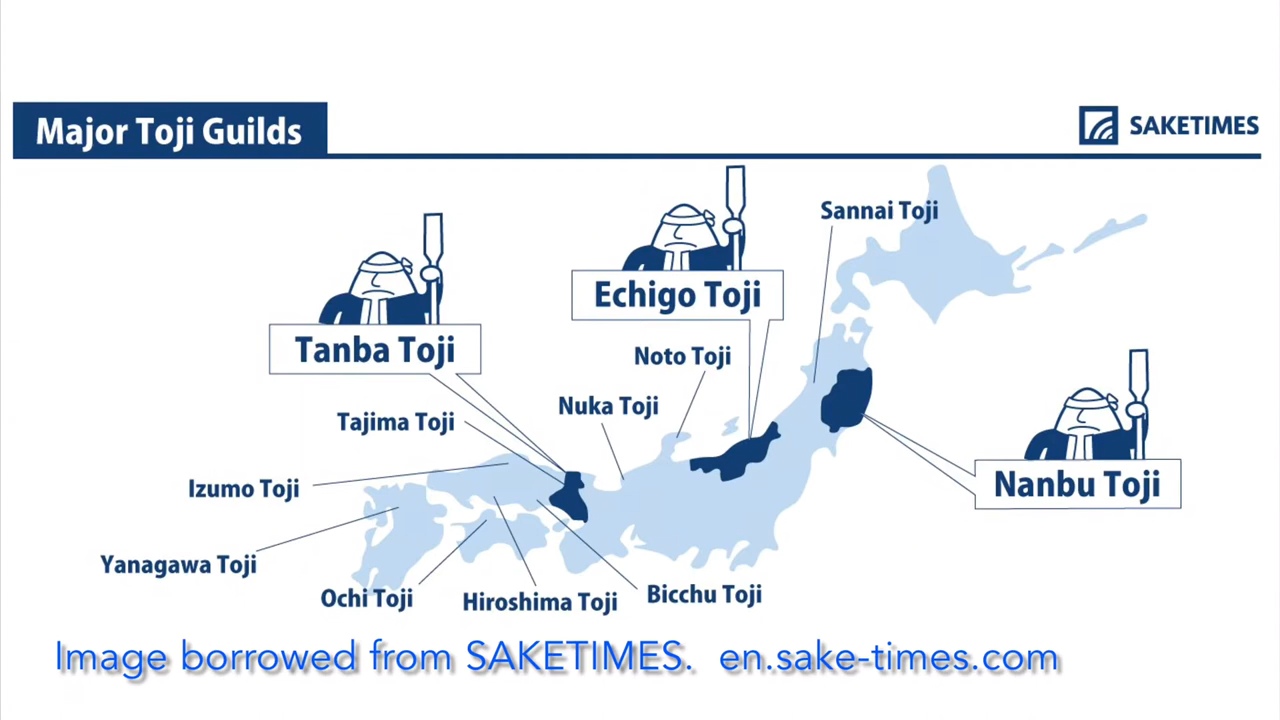 Major Toji Guilds
SAKETIMES
Sannai Toji
Echigo Toji
Tanba Toji
Noto Toji
Nuka Toji
Tajima Toji
Izumo Toji
Nanbu Toji
Yanagawa Toji
Ochi Toji
Hiroshima Toji
Bicchu Toji
Image borrowed from SAKETIMES. en.sake-times.com